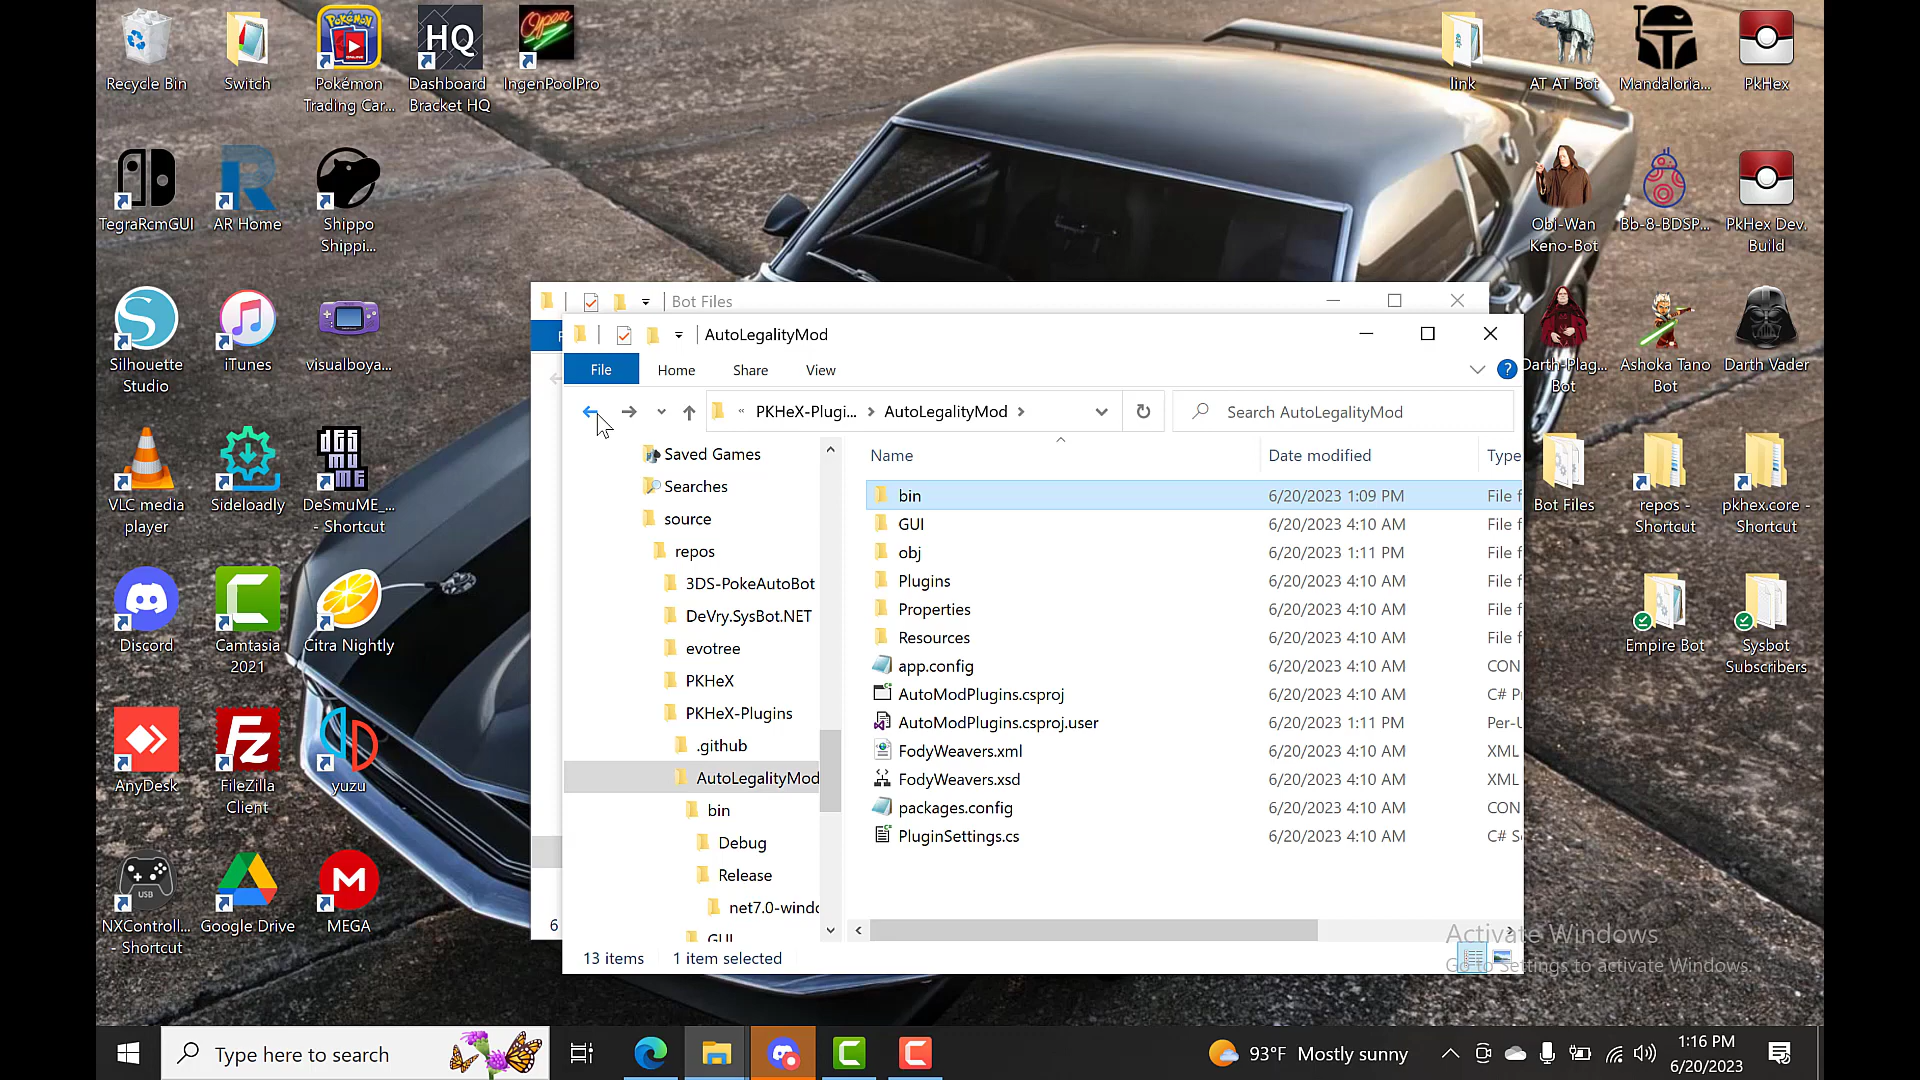 Recycle Bin
Switch
Pokémon
Trading Car...
HQ
Dashboard
Bracket HQ
Open
IngenPoolPro
link
AT AT Bot
Mandaloria...
PkHex
TegraRcmGUI
AR Home
Shippo
Shippi...
Obi-Wan
Keno-Bot
Bb-8-BDSP...
PkHex Dev.
Build
Silhouette
Studio
iTunes
visualboya...
Darth-Plag...
Bot
Ashoka Tano
Bot
Darth Vader
VLC media
player
Sideloadly
DeSmuME_...
- Shortcut
Bot Files
repos -
Shortcut
pkhex.core -
Shortcut
Discord
Camtasia
2021
Citra Nightly
Empire Bot
Sysbot
Subscribers
AnyDesk
FileZilla
Client
yuzu
NXControll...
- Shortcut
Google Drive
MEGA
Bot Files
AutoLegalityMod
File
Home
Share
View
« PKHeX-Plugi... > AutoLegalityMod >
Search AutoLegalityMod
Saved Games
Searches
source
repos
3DS-PokeAutoBot
DeVry.SysBot.NET
evotree
PKHeX
PKHeX-Plugins
.github
AutoLegalityMod
bin
Debug
Release
net7.0-windo
GUI
Name Date modified Type
bin 6/20/2023 1:09 PM File f
GUI 6/20/2023 4:10 AM File f
obj 6/20/2023 1:11 PM File f
Plugins 6/20/2023 4:10 AM File f
Properties 6/20/2023 4:10 AM File f
Resources 6/20/2023 4:10 AM File f
app.config 6/20/2023 4:10 AM CON
AutoModPlugins.csproj 6/20/2023 4:10 AM C# P
AutoModPlugins.csproj.user 6/20/2023 1:11 PM Per-U
FodyWeavers.xml 6/20/2023 4:10 AM XML
FodyWeavers.xsd 6/20/2023 4:10 AM XML
packages.config 6/20/2023 4:10 AM CON
PluginSettings.cs 6/20/2023 4:10 AM C# S
6
13 items 1 item selected
Activate Windows
Go to Settings to activate Windows.
Type here to search
93°F Mostly sunny
1:16 PM
6/20/2023